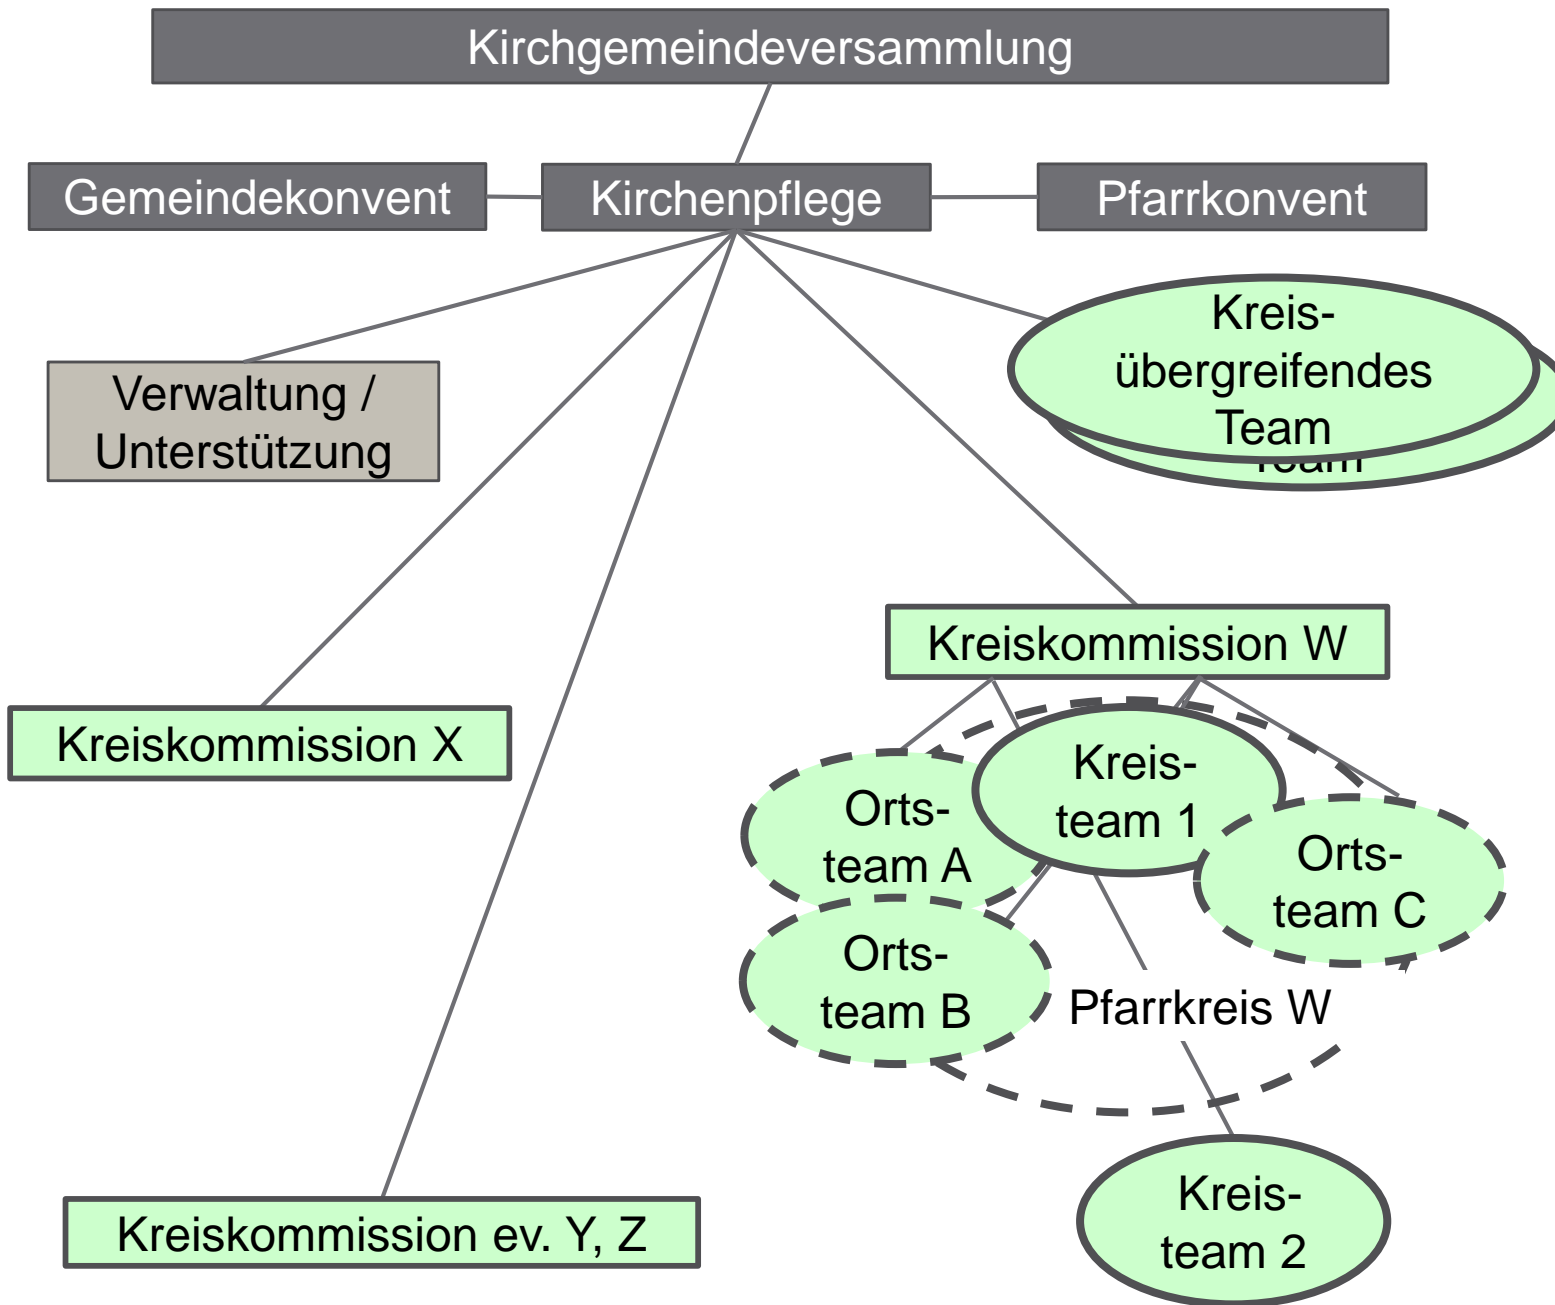 Kirchgemeindeversammlung
Gemeindekonvent
Kirchenpflege
Pfarrkonvent
Kreis-
übergreifendes
Team
Team
Verwaltung /
Unterstützung
Kreiskommission W
Kreiskommission X
Kreis-
team 1
Orts-
team A
Orts-
team C
Orts-
team B
Pfarrkreis W
Kreis-
team 2
Kreiskommission ev. Y, Z